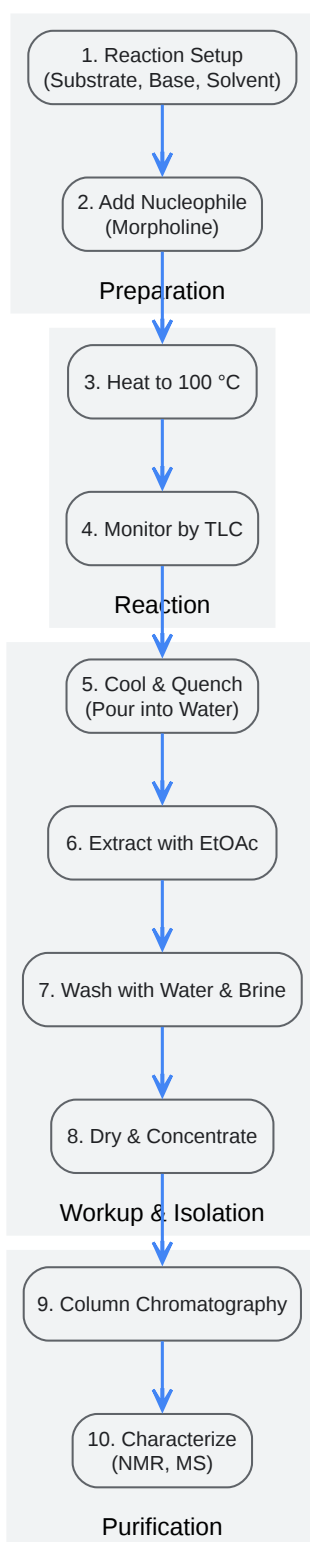 1. Reaction Setup
(Substrate, Base, Solvent)
2. Add Nucleophile
(Morpholine)
Preparation
3. Heat to 100 °C
4. Monitor by TLC
Reaction
5. Cool & Quench
(Pour into Water)
6. Extract with EtOAc
7. Wash with Water & Brine
8. Dry & Concentrate
Workup & Isolation
9. Column Chromatography
10. Characterize
(NMR, MS)
Purification